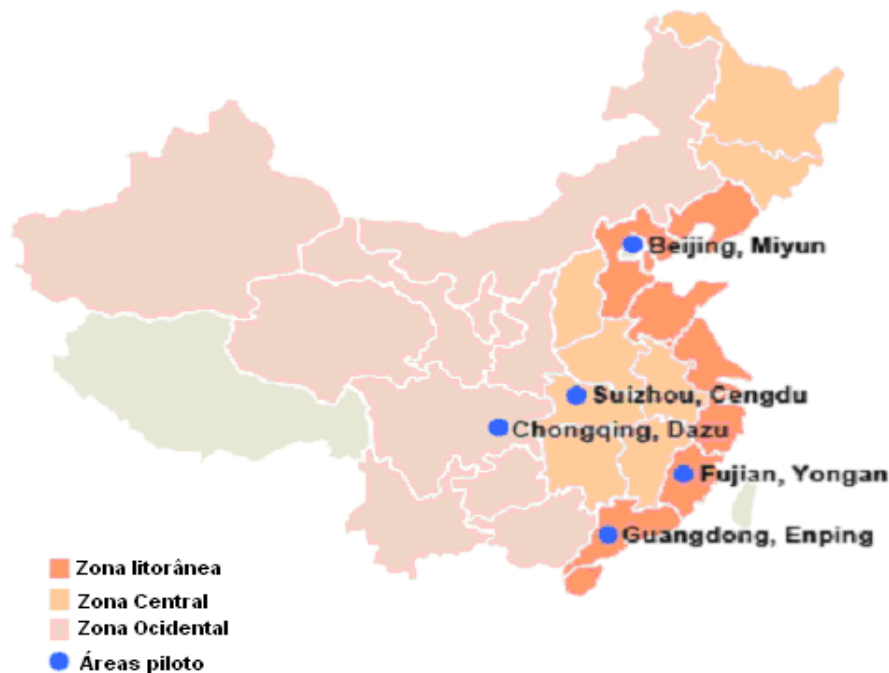 Beijing, Miyun
Suizhou, Cengdu
Chongqing, Dazu
Fujian, Yongan
Guangdong, Enping
Zona litorânea
Zona Central
Zona Ocidental
Áreas piloto